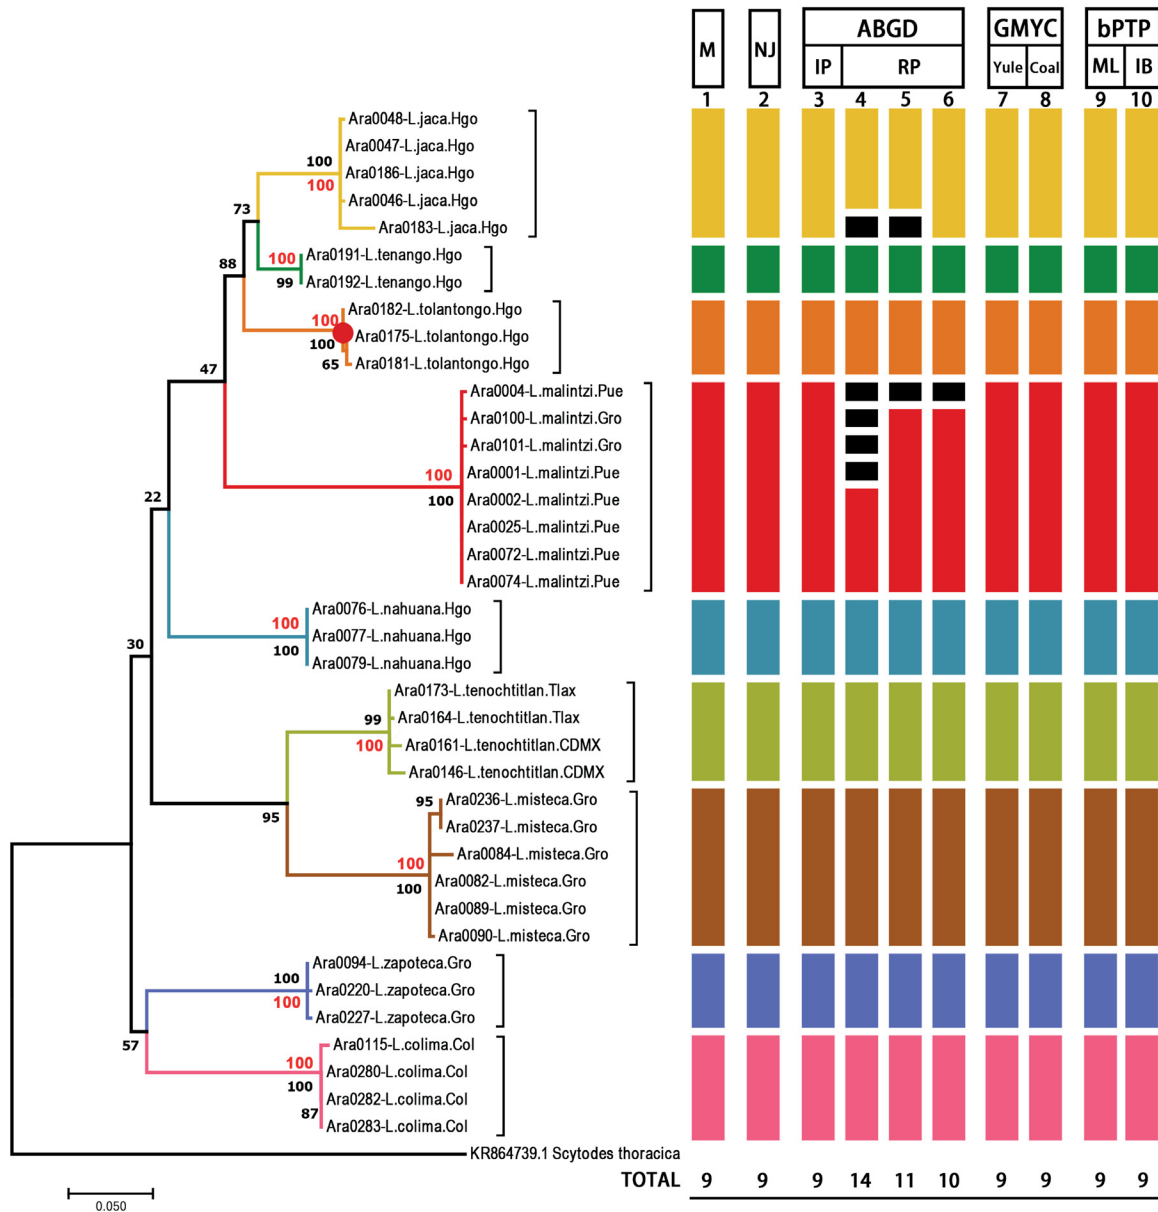 M NJ ABGD GMYC bPTP
IP RP Yule Coal ML IB
1 2 3 4 5 6 7 8 9 10
Ara0048-L.jaca.Hgo
Ara0047-L.jaca.Hgo
100 Ara0186-L.jaca.Hgo
100
Ara0046-L.jaca.Hgo
73
Ara0183-L.jaca.Hgo
100 Ara0191-L.tenango.Hgo
88
99 Ara0192-L.tenango.Hgo
Ara0182-L.tolantongo.Hgo
100
100 Ara0175-L.tolantongo.Hgo
65 Ara0181-L.tolantongo.Hgo
47
Ara0004-L.malintzi.Pue
Ara0100-L.malintzi.Gro
Ara0101-L.malintzi.Gro
100 Ara0001-L.malintzi.Pue
100 Ara0002-L.malintzi.Pue
22
Ara0025-L.malintzi.Pue
Ara0072-L.malintzi.Pue
Ara0074-L.malintzi.Pue
Ara0076-L.nahuana.Hgo
100
Ara0077-L.nahuana.Hgo
30
100
Ara0079-L.nahuana.Hgo
Ara0173-L.tenochtitlan.Tlax
99 Ara0164-L.tenochtitlan.Tlax
100 Ara0161-L.tenochtitlan.CDMX
Ara0146-L.tenochtitlan.CDMX
95 Ara0236-L.misteca.Gro
95
Ara0237-L.misteca.Gro
Ara0084-L.misteca.Gro
100
100 Ara0082-L.misteca.Gro
Ara0089-L.misteca.Gro
Ara0090-L.misteca.Gro
Ara0094-L.zapoteca.Gro
100
Ara0220-L.zapoteca.Gro
100
Ara0227-L.zapoteca.Gro
57
Ara0115-L.colima.Col
100
Ara0280-L.colima.Col
100
Ara0282-L.colima.Col
87
Ara0283-L.colima.Col
KR864739.1 Scytodes thoracica
TOTAL 9 9 9 14 11 10 9 9 9 9
0.050